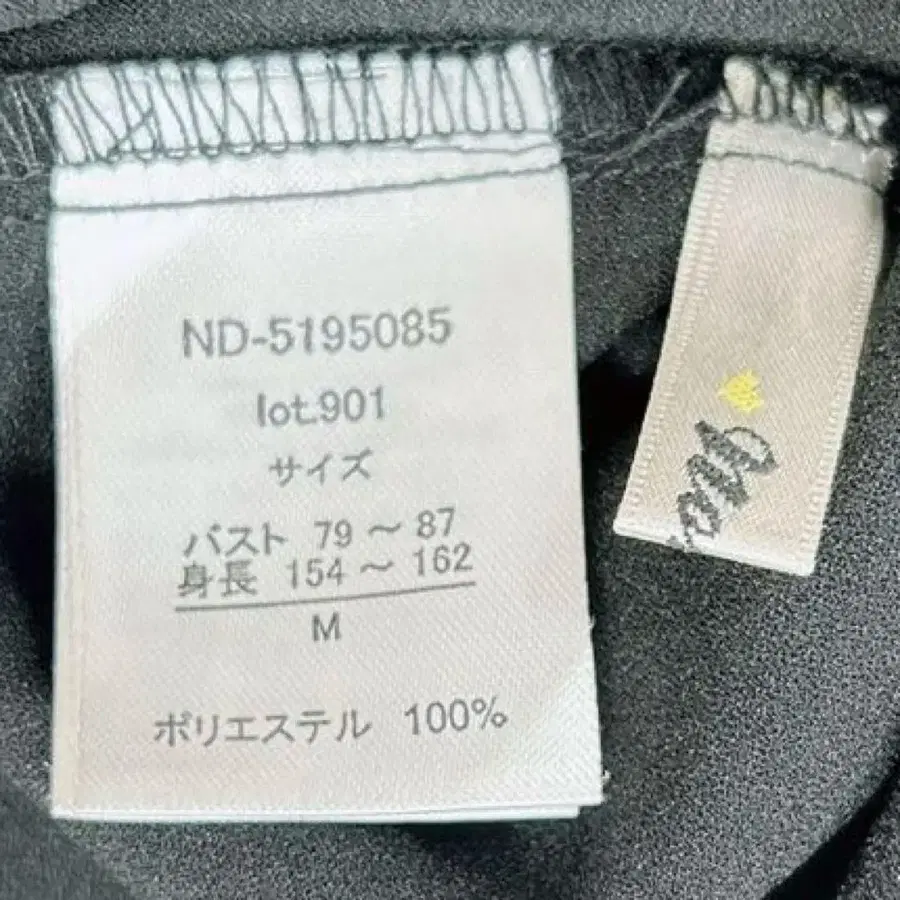 ND-5195085
lot.901
サイズ
バスト 79 ～ 87
身長 154 ～ 162
M
ポリエステル 100%